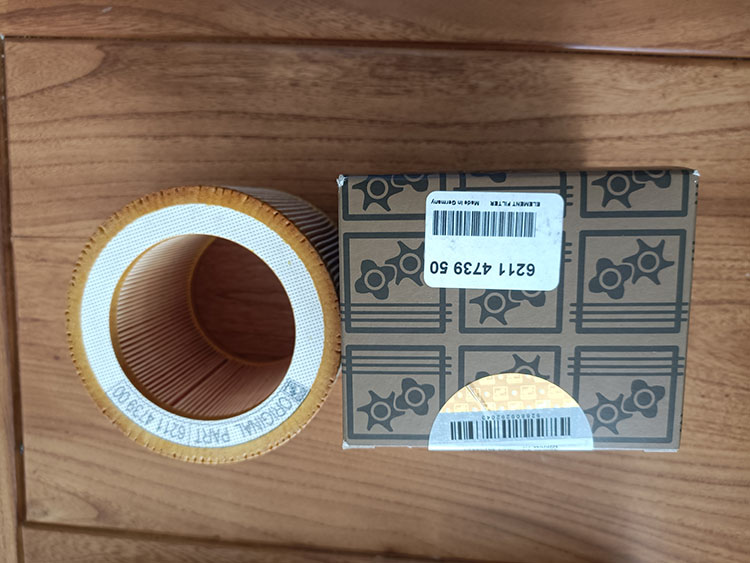 ORIGINAL PART 6211 4739 00
6211 4739 50
ELEMENT FILTER Made in Germany